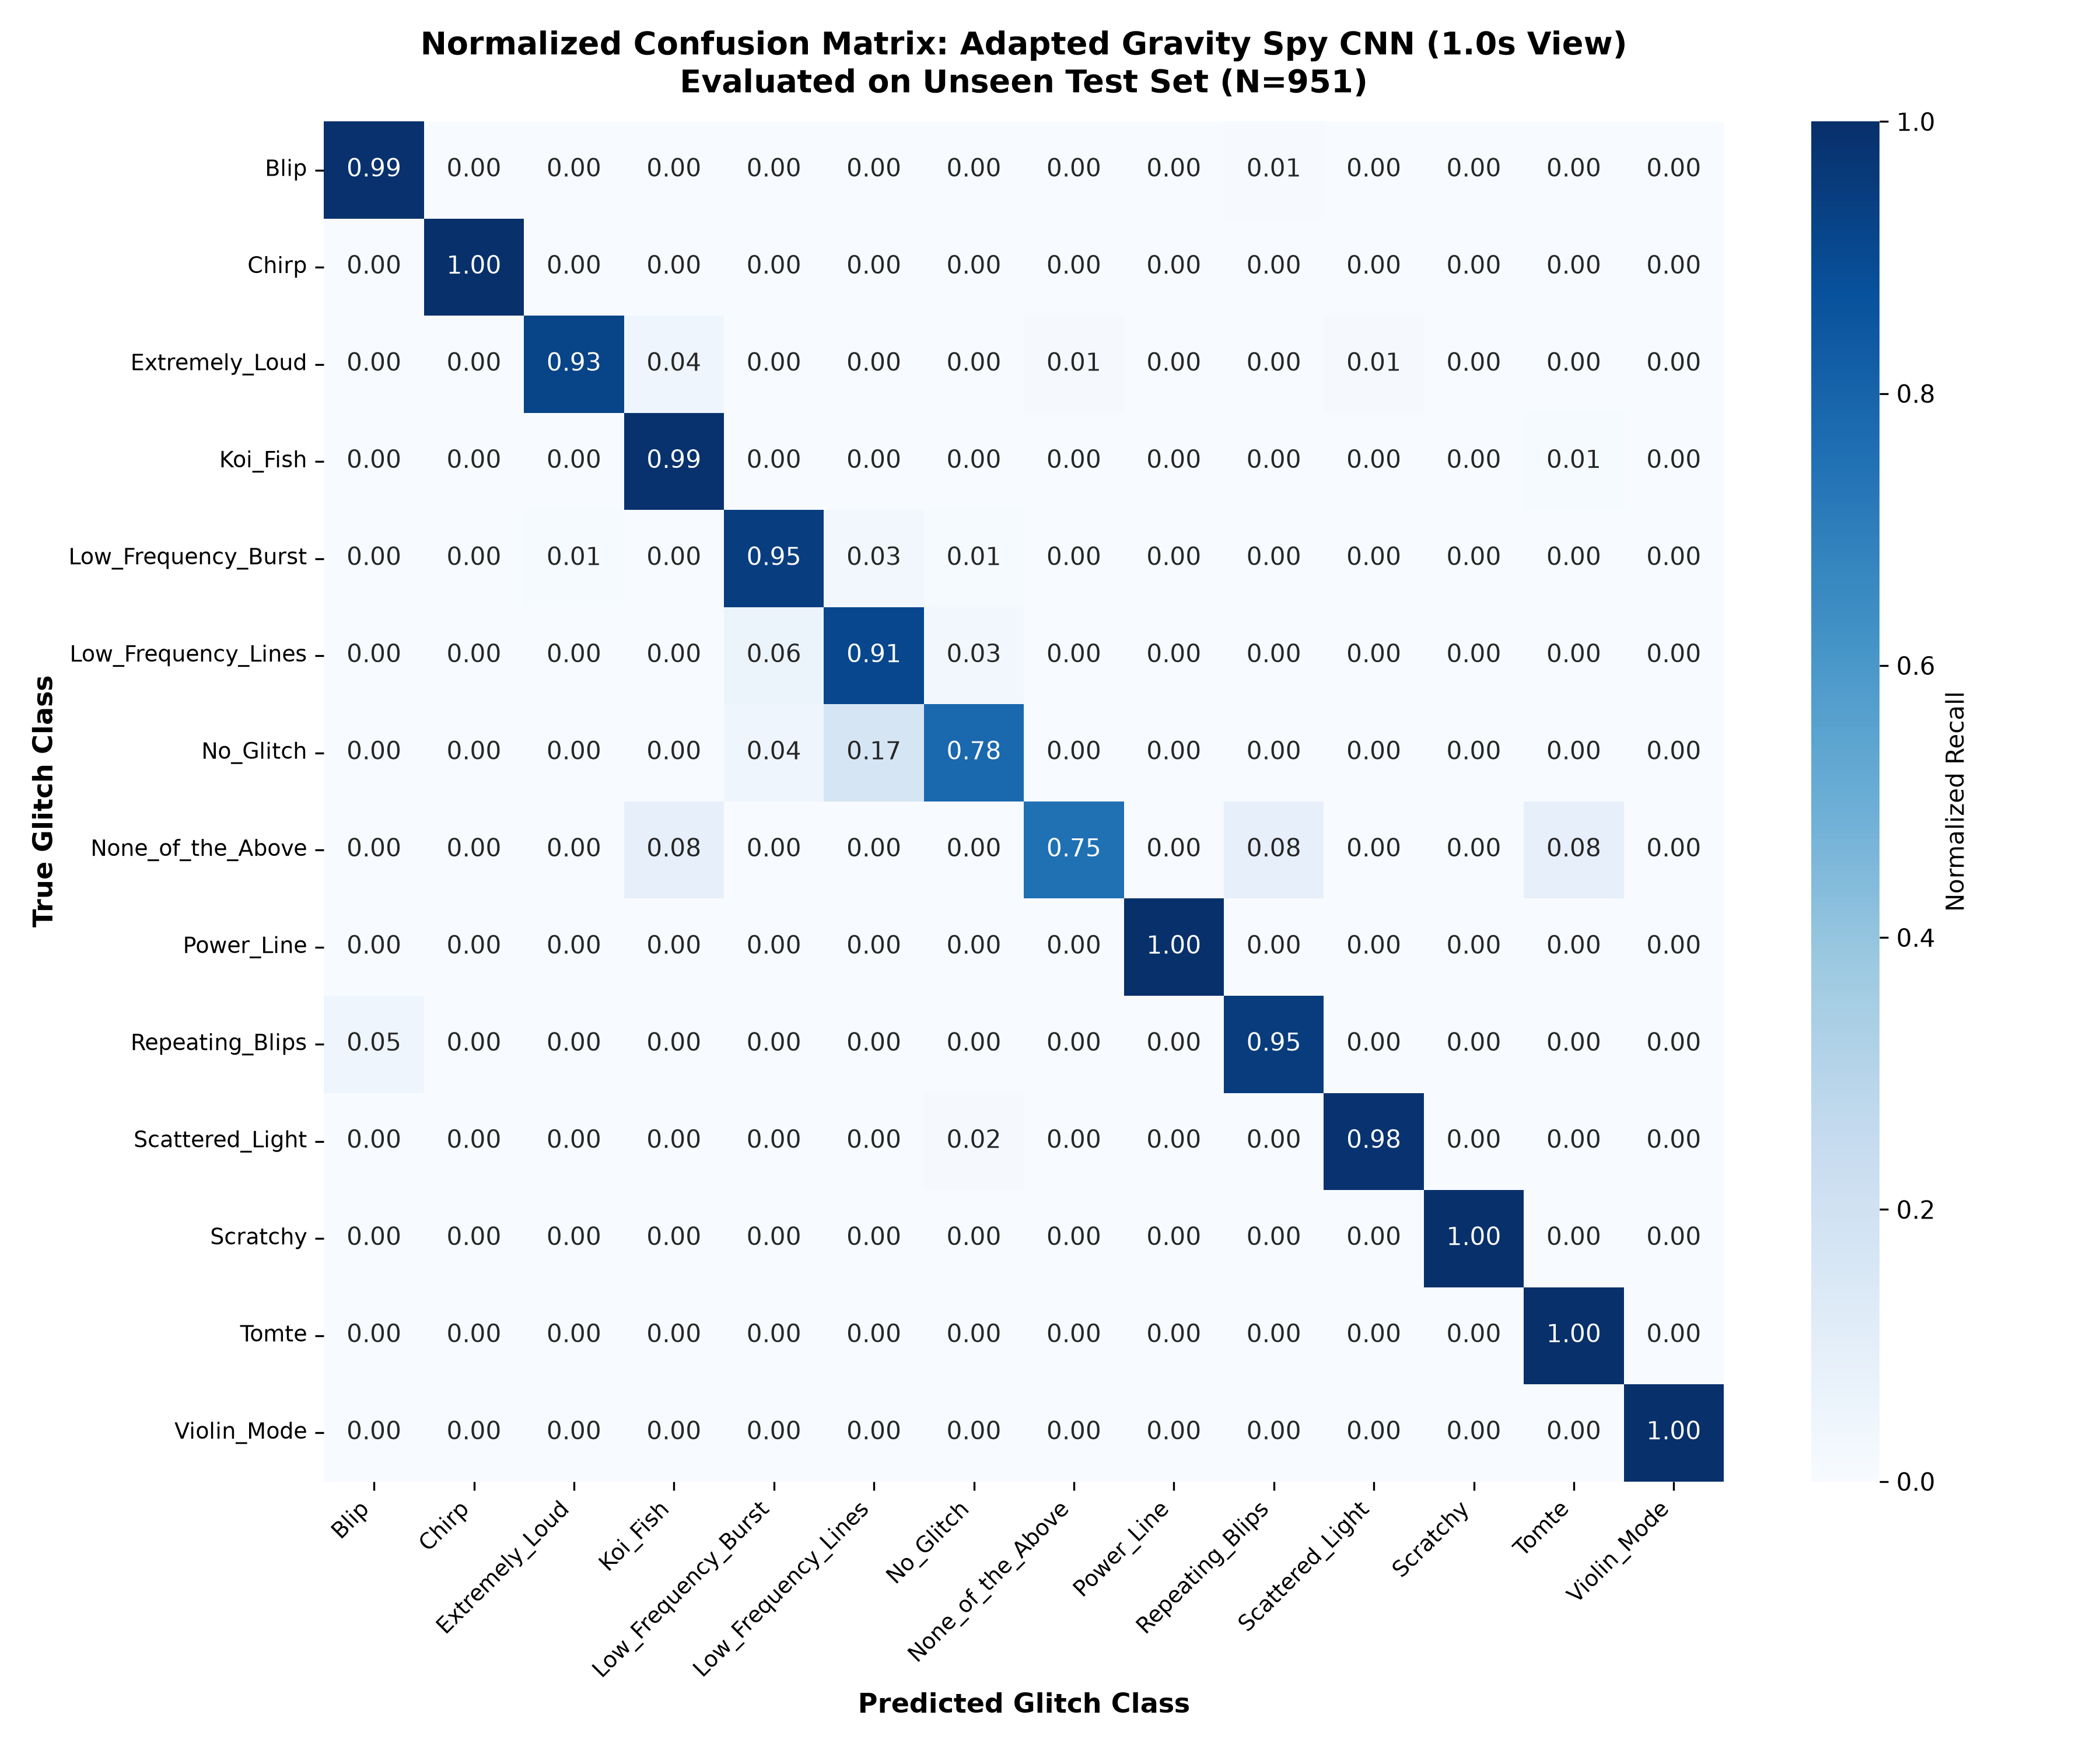 Normalized Confusion Matrix: Adapted Gravity Spy CNN (1.0s View)
Evaluated on Unseen Test Set (N=951)
True Glitch Class
Blip 0.99 0.00 0.00 0.00 0.00 0.00 0.00 0.00 0.00 0.01 0.00 0.00 0.00 0.00
Chirp 0.00 1.00 0.00 0.00 0.00 0.00 0.00 0.00 0.00 0.00 0.00 0.00 0.00 0.00
Extremely_Loud 0.00 0.00 0.93 0.04 0.00 0.00 0.00 0.01 0.00 0.00 0.01 0.00 0.00 0.00
Koi_Fish 0.00 0.00 0.00 0.99 0.00 0.00 0.00 0.00 0.00 0.00 0.00 0.00 0.01 0.00
Low_Frequency_Burst 0.00 0.00 0.01 0.00 0.95 0.03 0.01 0.00 0.00 0.00 0.00 0.00 0.00 0.00
Low_Frequency_Lines 0.00 0.00 0.00 0.00 0.06 0.91 0.03 0.00 0.00 0.00 0.00 0.00 0.00 0.00
No_Glitch 0.00 0.00 0.00 0.00 0.04 0.17 0.78 0.00 0.00 0.00 0.00 0.00 0.00 0.00
None_of_the_Above 0.00 0.00 0.00 0.08 0.00 0.00 0.00 0.75 0.00 0.08 0.00 0.00 0.08 0.00
Power_Line 0.00 0.00 0.00 0.00 0.00 0.00 0.00 0.00 1.00 0.00 0.00 0.00 0.00 0.00
Repeating_Blips 0.05 0.00 0.00 0.00 0.00 0.00 0.00 0.00 0.00 0.95 0.00 0.00 0.00 0.00
Scattered_Light 0.00 0.00 0.00 0.00 0.00 0.00 0.02 0.00 0.00 0.00 0.98 0.00 0.00 0.00
Scratchy 0.00 0.00 0.00 0.00 0.00 0.00 0.00 0.00 0.00 0.00 0.00 1.00 0.00 0.00
Tomte 0.00 0.00 0.00 0.00 0.00 0.00 0.00 0.00 0.00 0.00 0.00 0.00 1.00 0.00
Violin_Mode 0.00 0.00 0.00 0.00 0.00 0.00 0.00 0.00 0.00 0.00 0.00 0.00 0.00 1.00
Blip
Chirp
Extremely_Loud
Koi_Fish
Low_Frequency_Burst
Low_Frequency_Lines
No_Glitch
None_of_the_Above
Power_Line
Repeating_Blips
Scattered_Light
Scratchy
Tomte
Violin_Mode
Predicted Glitch Class
1.0
0.8
0.6
0.4
0.2
0.0
Normalized Recall